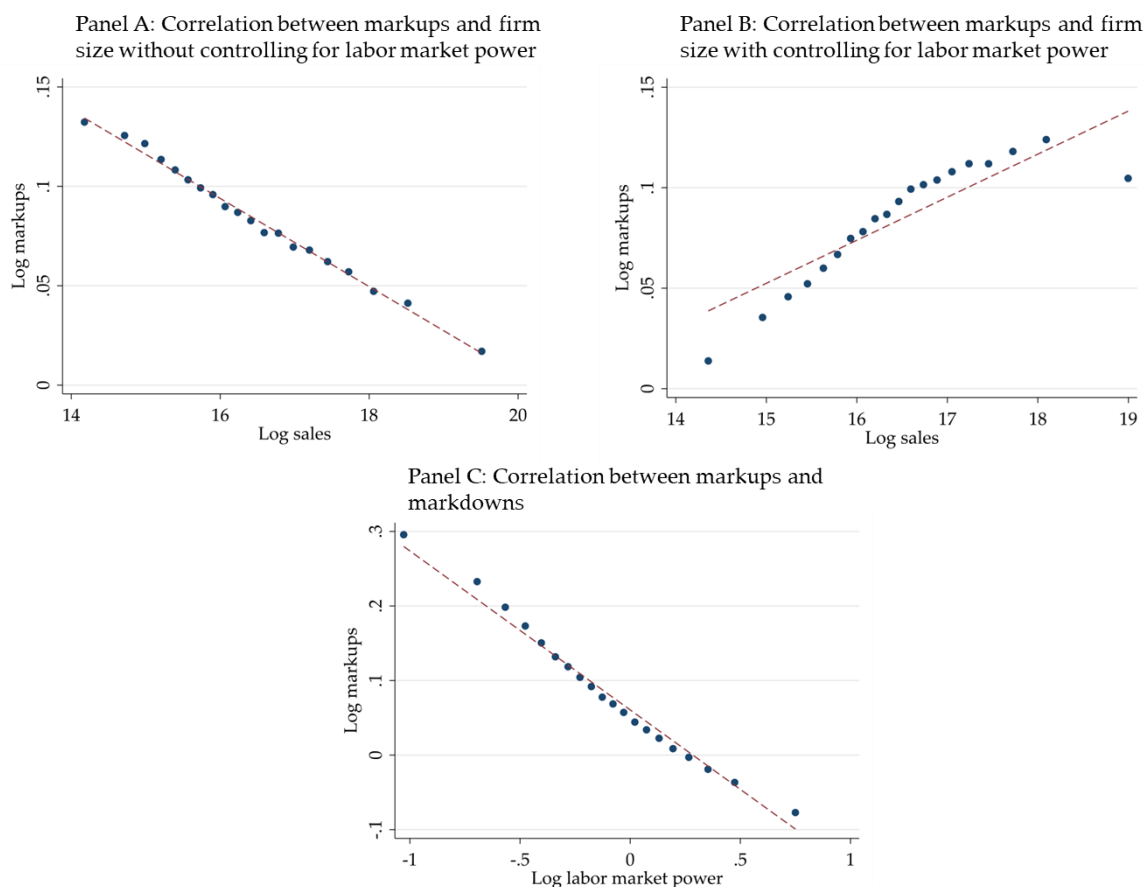 Panel A: Correlation between markups and firm
size without controlling for labor market power
.15
.1
.05
0
Log markups
14
16
18
20
Log sales
Panel B: Correlation between markups and firm
size with controlling for labor market power
.15
.1
.05
0
Log markups
14
15
16
17
18
19
Log sales
Panel C: Correlation between markups and
markdowns
.3
.2
.1
0
-.1
Log markups
-1
-.5
0
.5
1
Log labor market power